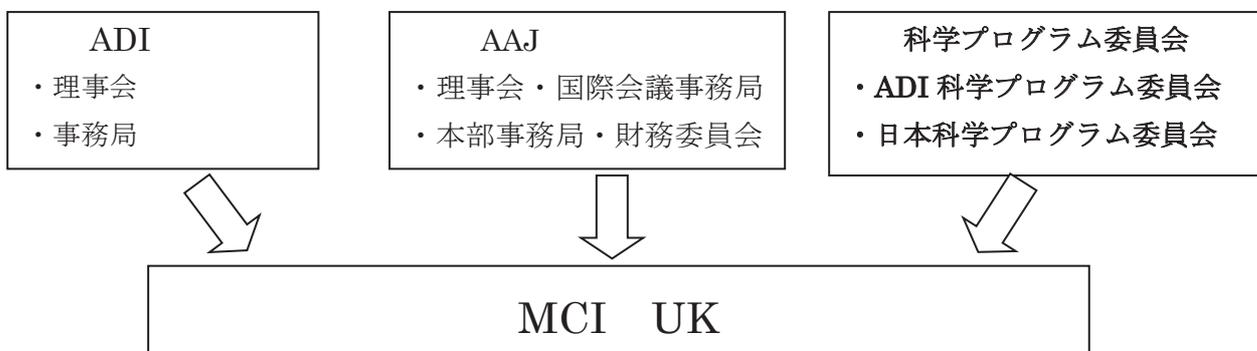 ADI
・理事会
・事務局
AAJ
・理事会・国際会議事務局
・本部事務局・財務委員会
科学プログラム委員会
・ADI 科学プログラム委員会
・日本科学プログラム委員会
MCI　UK